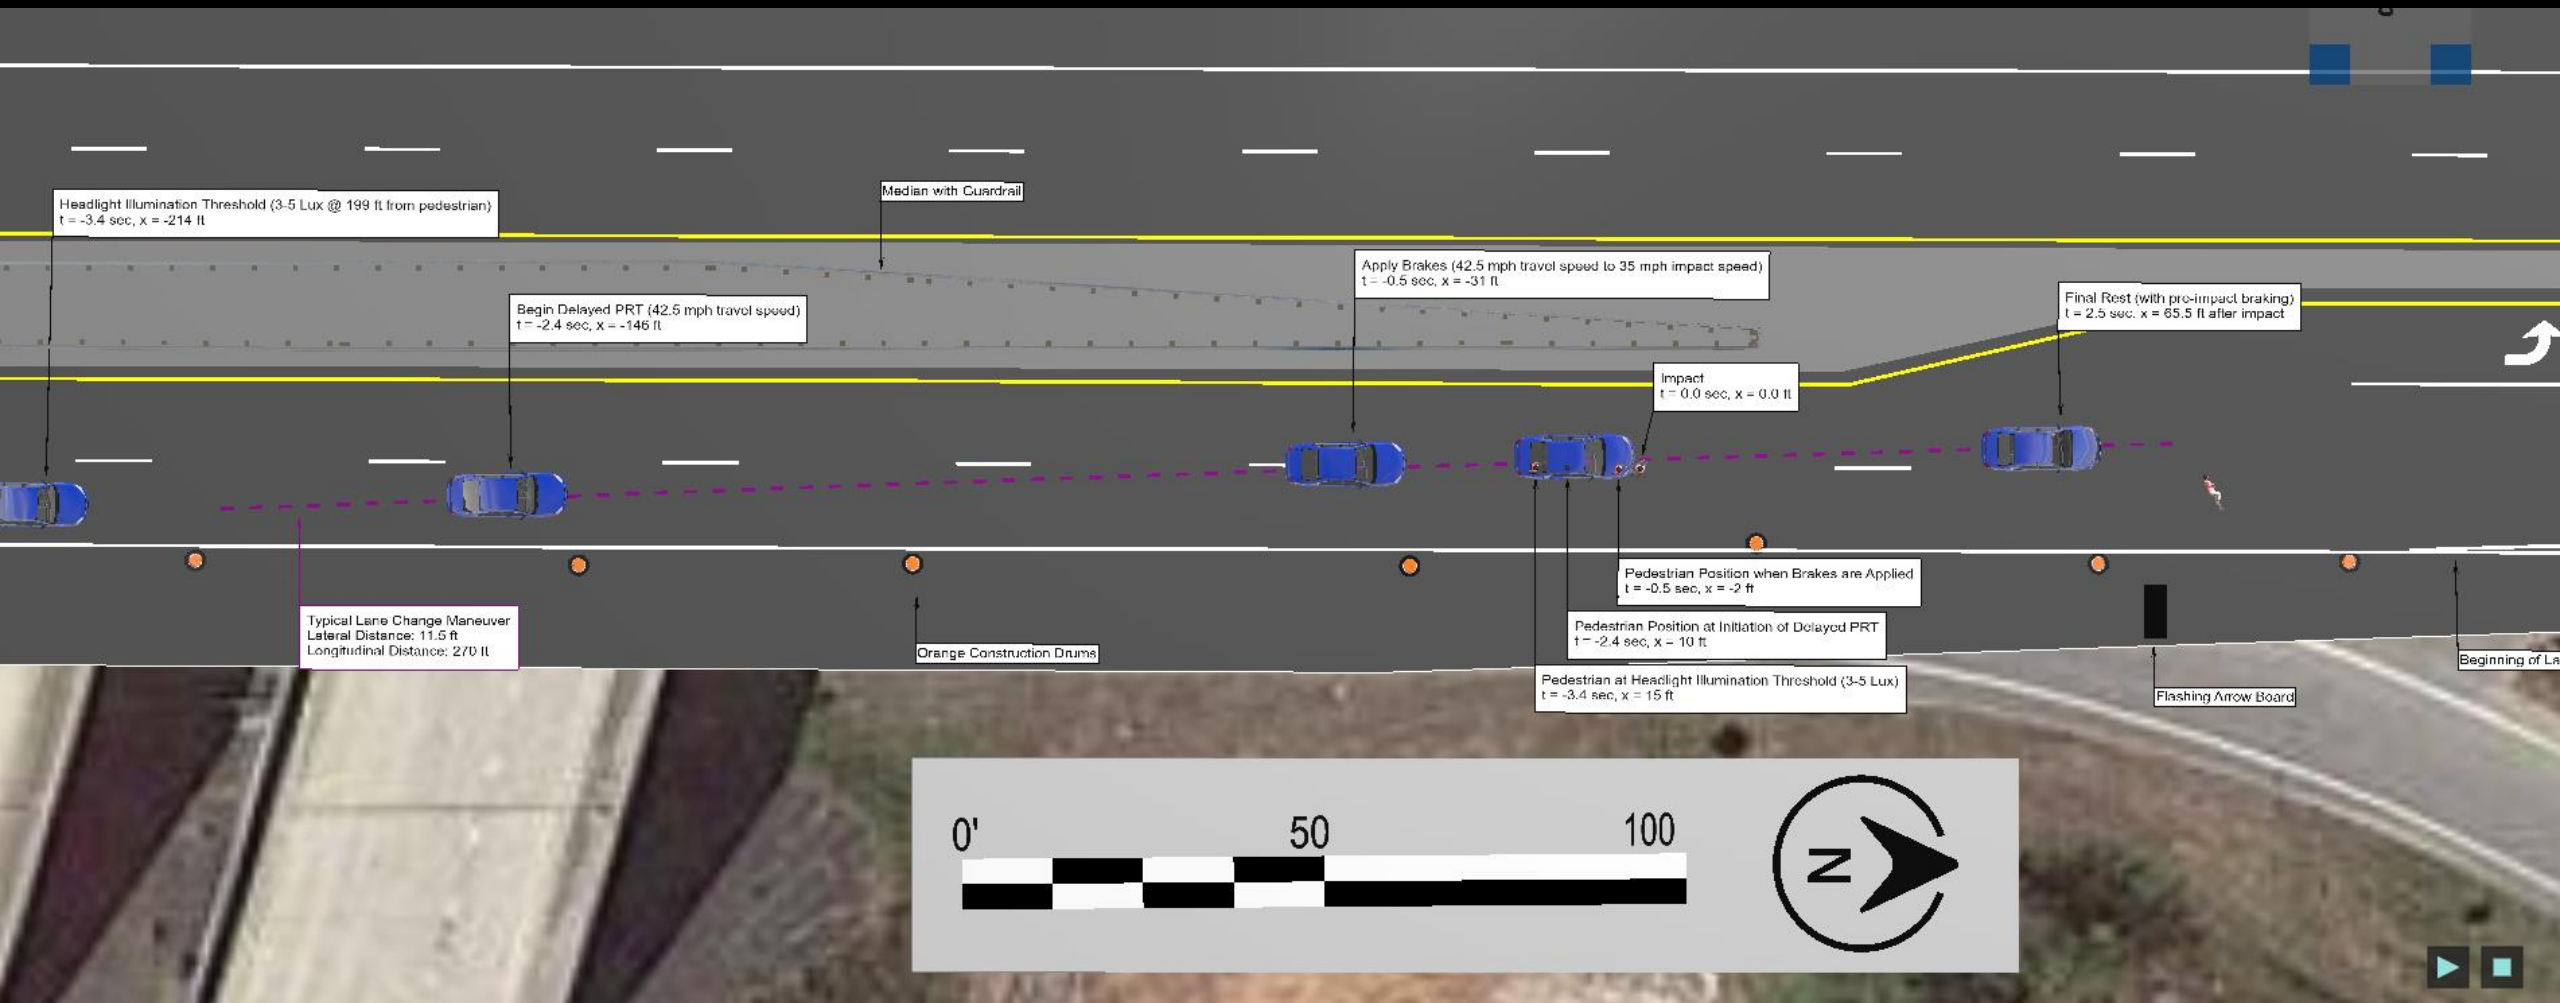 Headlight Illumination Threshold (3-5 Lux @ 199 ft from pedestrian)
t = -3.4 sec, x = -214 ft
Median with Guardrail
Begin Delayed PRT (42.5 mph travel speed)
t = -2.4 sec, x = -146 ft
Apply Brakes (42.5 mph travel speed to 35 mph impact speed)
t = -0.5 sec, x = -31 ft
Final Rest (with pre-impact braking)
t = 2.5 sec. x = 65.5 ft after impact
Impact
t = 0.0 sec, x = 0.0 ft
Pedestrian Position when Brakes are Applied
t = -0.5 sec, x = -2 ft
Typical Lane Change Maneuver
Lateral Distance: 11.5 ft
Longitudinal Distance: 270 ft
Orange Construction Drums
Pedestrian Position at Initiation of Delayed PRT
t = -2.4 sec, x = 10 ft
Pedestrian at Headlight Illumination Threshold (3-5 Lux)
t = -3.4 sec, x = 15 ft
Beginning of La
Flashing Arrow Board
0' 50 100
N